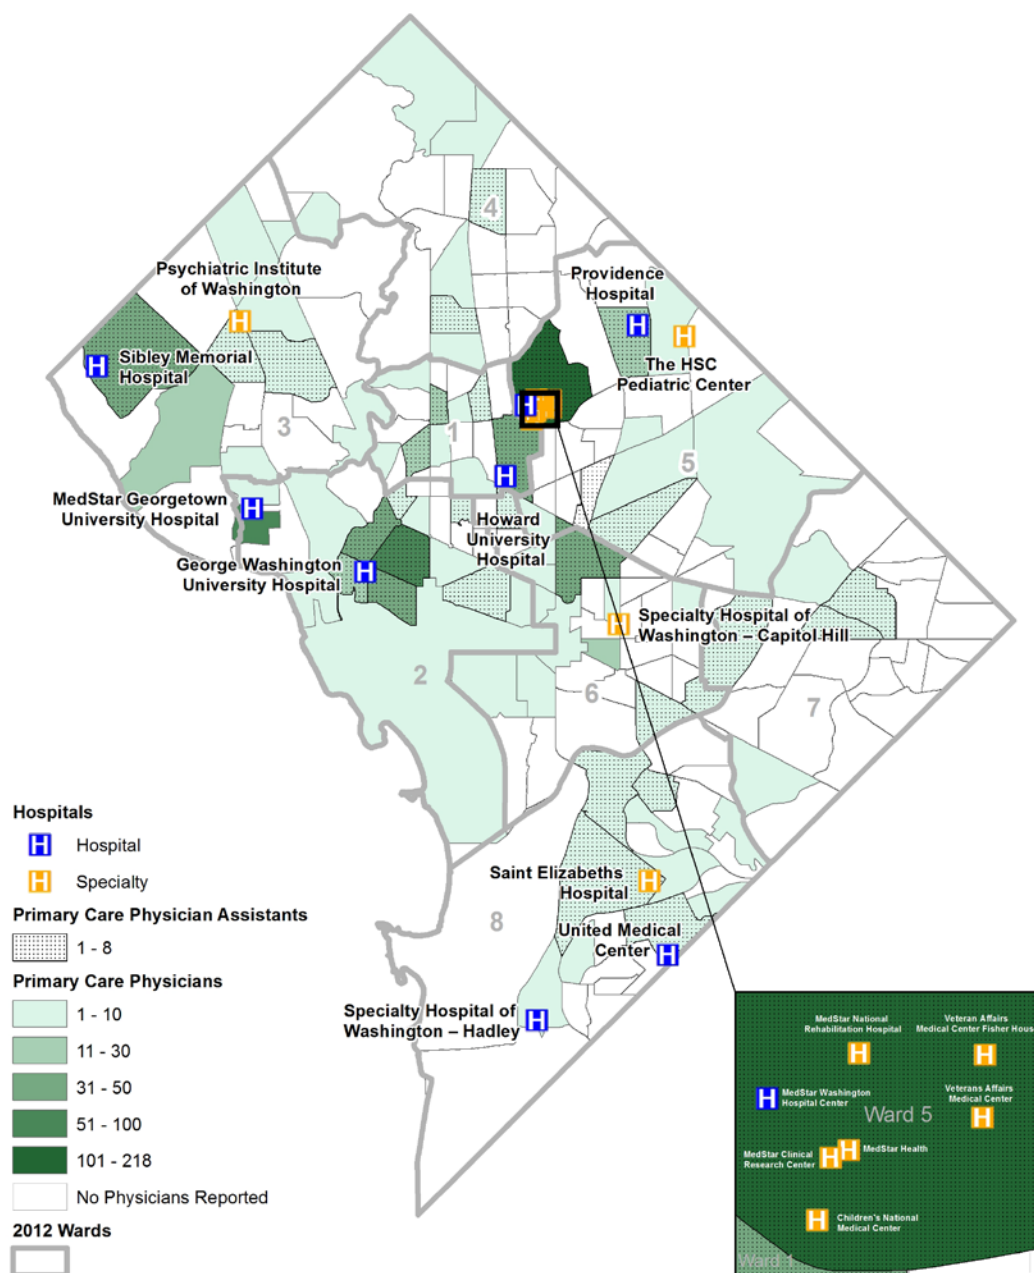 4
Psychiatric Institute
of Washington
Providence
Hospital
H
H
H
The HSC
Pediatric Center
H
Sibley Memorial
Hospital
H
3
1
5
H
MedStar Georgetown
University Hospital
H
Howard
University
Hospital
George Washington
University Hospital
H
Specialty Hospital of
Washington – Capitol Hill
H
2
6
7
Hospitals
H Hospital
H Specialty
Primary Care Physician Assistants
1 - 8
Primary Care Physicians
1 - 10
11 - 30
31 - 50
51 - 100
101 - 218
No Physicians Reported
2012 Wards
Saint Elizabeths
Hospital
H
8
United Medical
Center
H
Specialty Hospital of
Washington – Hadley
H
MedStar National
Rehabilitation Hospital
H
Veteran Affairs
Medical Center Fisher House
H
H
MedStar Washington
Hospital Center
Veterans Affairs
Medical Center
H
Ward 5
MedStar Clinical
Research Center
H
H
MedStar Health
H
Children's National
Medical Center
Ward 1